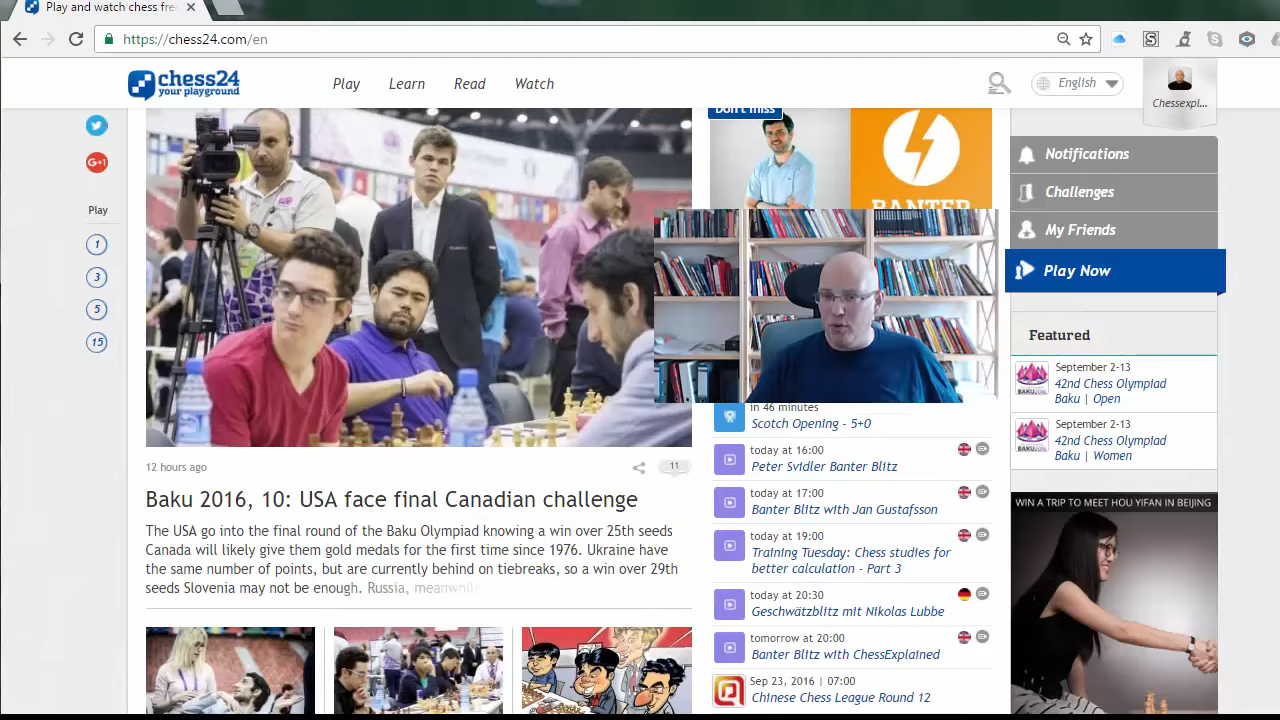 Play and watch chess fre
https://chess24.com/en
chess24
your playground
Play
Learn
Read
Watch
English
Chessexpl...
G+1
Play
1
3
5
15
Don't miss
BANTER
Notifications
Challenges
My Friends
Play Now
Featured
September 2-13
42nd Chess Olympiad
Baku | Open
September 2-13
42nd Chess Olympiad
Baku | Women
WIN A TRIP TO MEET HOU YIFAN IN BEIJING
12 hours ago
11
Baku 2016, 10: USA face final Canadian challenge
The USA go into the final round of the Baku Olympiad knowing a win over 25th seeds
Canada will likely give them gold medals for the first time since 1976. Ukraine have
the same number of points, but are currently behind on tiebreaks, so a win over 29th
seeds Slovenia may not be enough. Russia, meanwhile
in 46 minutes
Scotch Opening - 5+0
today at 16:00
Peter Svidler Banter Blitz
today at 17:00
Banter Blitz with Jan Gustafsson
today at 19:00
Training Tuesday: Chess studies for
better calculation - Part 3
today at 20:30
Geschwätzblitz mit Nikolas Lubbe
tomorrow at 20:00
Banter Blitz with ChessExplained
Sep 23, 2016 | 07:00
Chinese Chess League Round 12